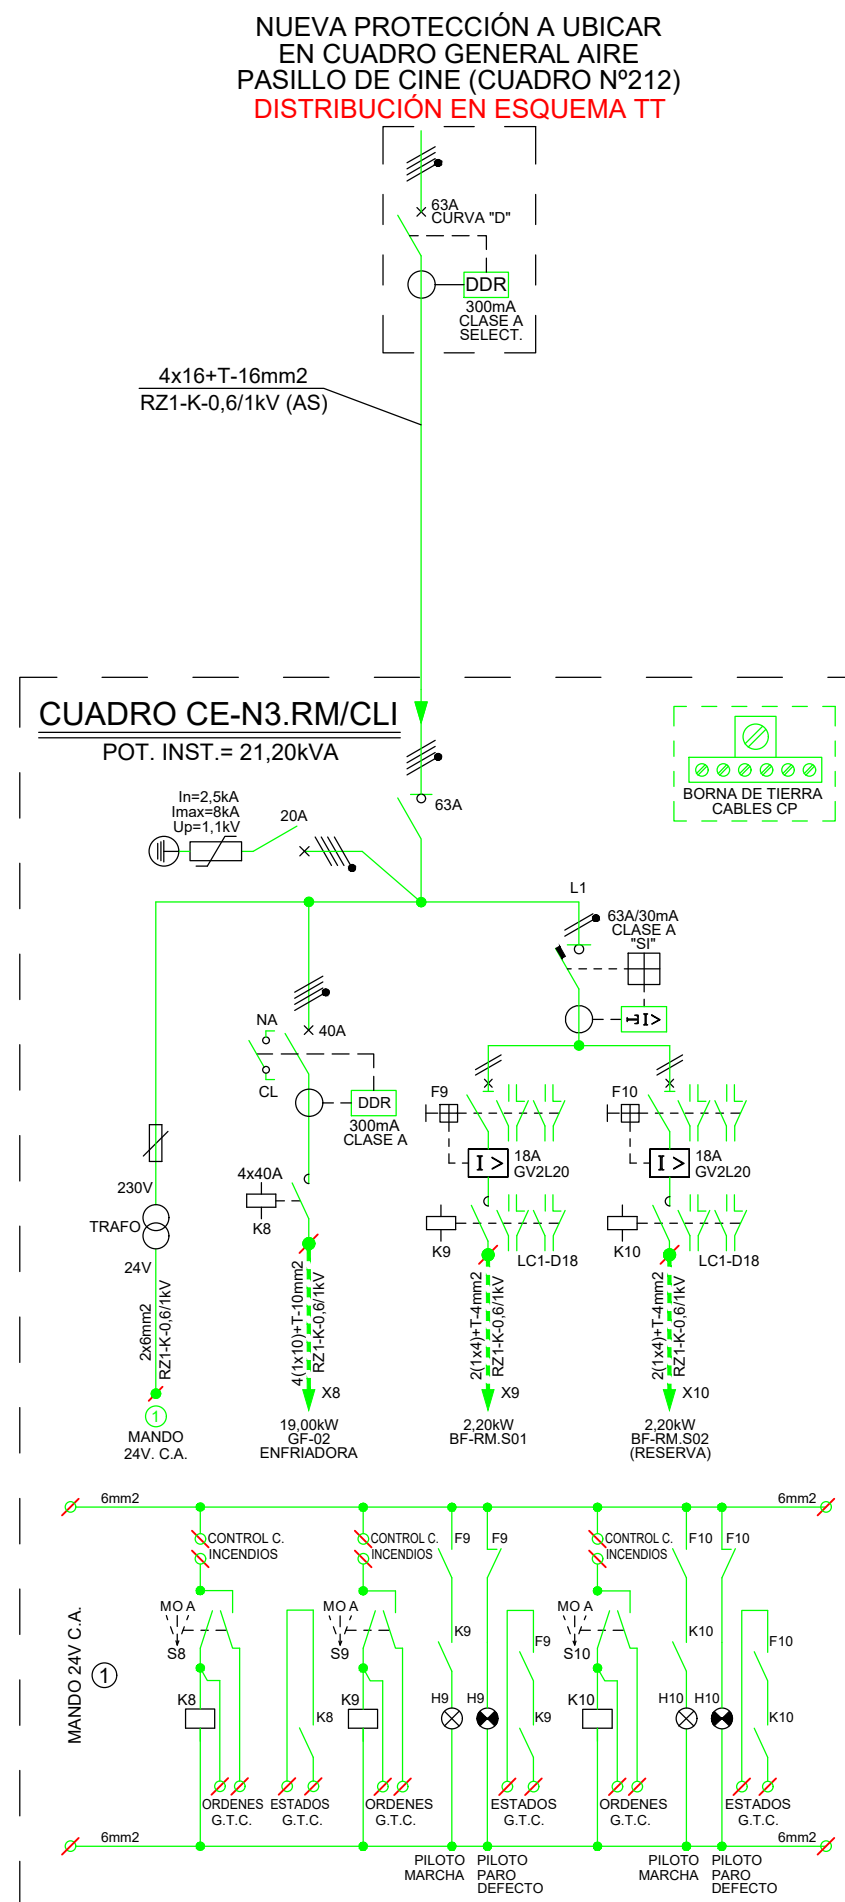 NUEVA PROTECCIÓN A UBICAR
EN CUADRO GENERAL AIRE
PASILLO DE CINE (CUADRO Nº212)
DISTRIBUCIÓN EN ESQUEMA TT
63A
CURVA "D"
DDR
300mA
CLASE A
SELECT.
4x16+T-16mm2
RZ1-K-0,6/1kV (AS)
CUADRO CE-N3.RM/CLI
POT. INST.= 21,20kVA
BORNA DE TIERRA
CABLES CP
In=2,5kA
Imax=8kA
Up=1,1kV
20A
63A
L1
63A/30mA
CLASE A
"SI"
I>
NA
40A
CL
DDR
300mA
CLASE A
F9
F10
I >
18A
GV2L20
I >
18A
GV2L20
4x40A
K8
K9
LC1-D18
K10
LC1-D18
230V
TRAFO
24V
2x6mm2
RZ1-K-0,6/1kV
4(1x10)+T-10mm2
RZ1-K-0,6/1kV
2(1x4)+T-4mm2
RZ1-K-0,6/1kV
2(1x4)+T-4mm2
RZ1-K-0,6/1kV
X8
X9
X10
1
MANDO
24V. C.A.
19,00kW
GF-02
ENFRIADORA
2,20kW
BF-RM.S01
2,20kW
BF-RM.S02
(RESERVA)
6mm2
6mm2
CONTROL C.
INCENDIOS
CONTROL C.
INCENDIOS
F9
F9
CONTROL C.
INCENDIOS
F10
F10
MANDO 24V C.A.
1
M O A
S8
M O A
S9
K9
F9
M O A
S10
K10
F10
K8
K8
K9
H9
H9
K9
K10
H10
H10
K10
ORDENES
G.T.C.
ESTADOS
G.T.C.
ORDENES
G.T.C.
ESTADOS
G.T.C.
ORDENES
G.T.C.
ESTADOS
G.T.C.
6mm2
6mm2
PILOTO
MARCHA
PILOTO
PARO
DEFECTO
PILOTO
MARCHA
PILOTO
PARO
DEFECTO